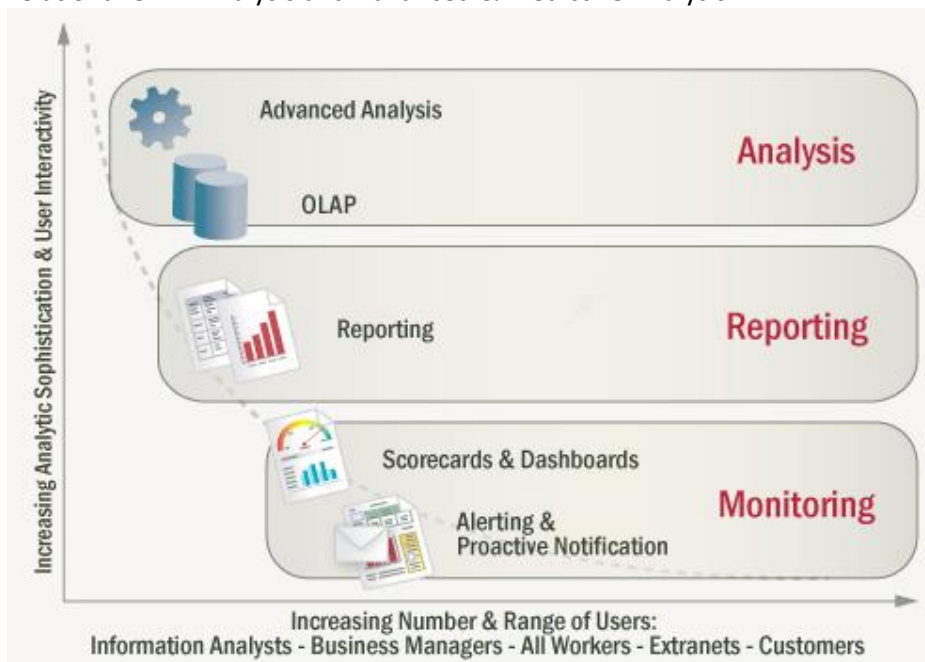 Advanced Analysis
Analysis
OLAP
Reporting
Reporting
Scorecards & Dashboards
Monitoring
Alerting &
Proactive Notification
Increasing Analytic Sophistication & User Interactivity
Increasing Number & Range of Users:
Information Analysts - Business Managers - All Workers - Extranets - Customers